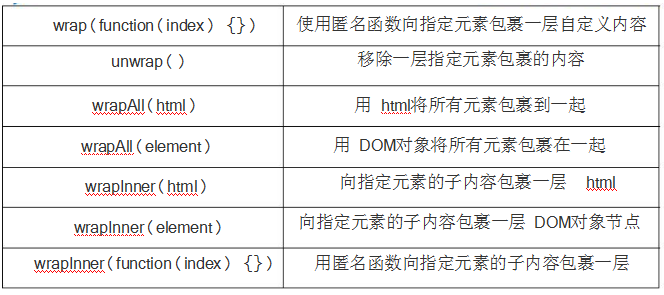 wrap(function(index) {}) 使用匿名函数向指定元素包裹一层自定义内容
unwrap() 移除一层指定元素包裹的内容
wrapAll(html) 用 html将所有元素包裹到一起
wrapAll(element) 用 DOM对象将所有元素包裹在一起
wrapInner(html) 向指定元素的子内容包裹一层 html
wrapInner(element) 向指定元素的子内容包裹一层 DOM对象节点
wrapInner(function(index) {}) 用匿名函数向指定元素的子内容包裹一层